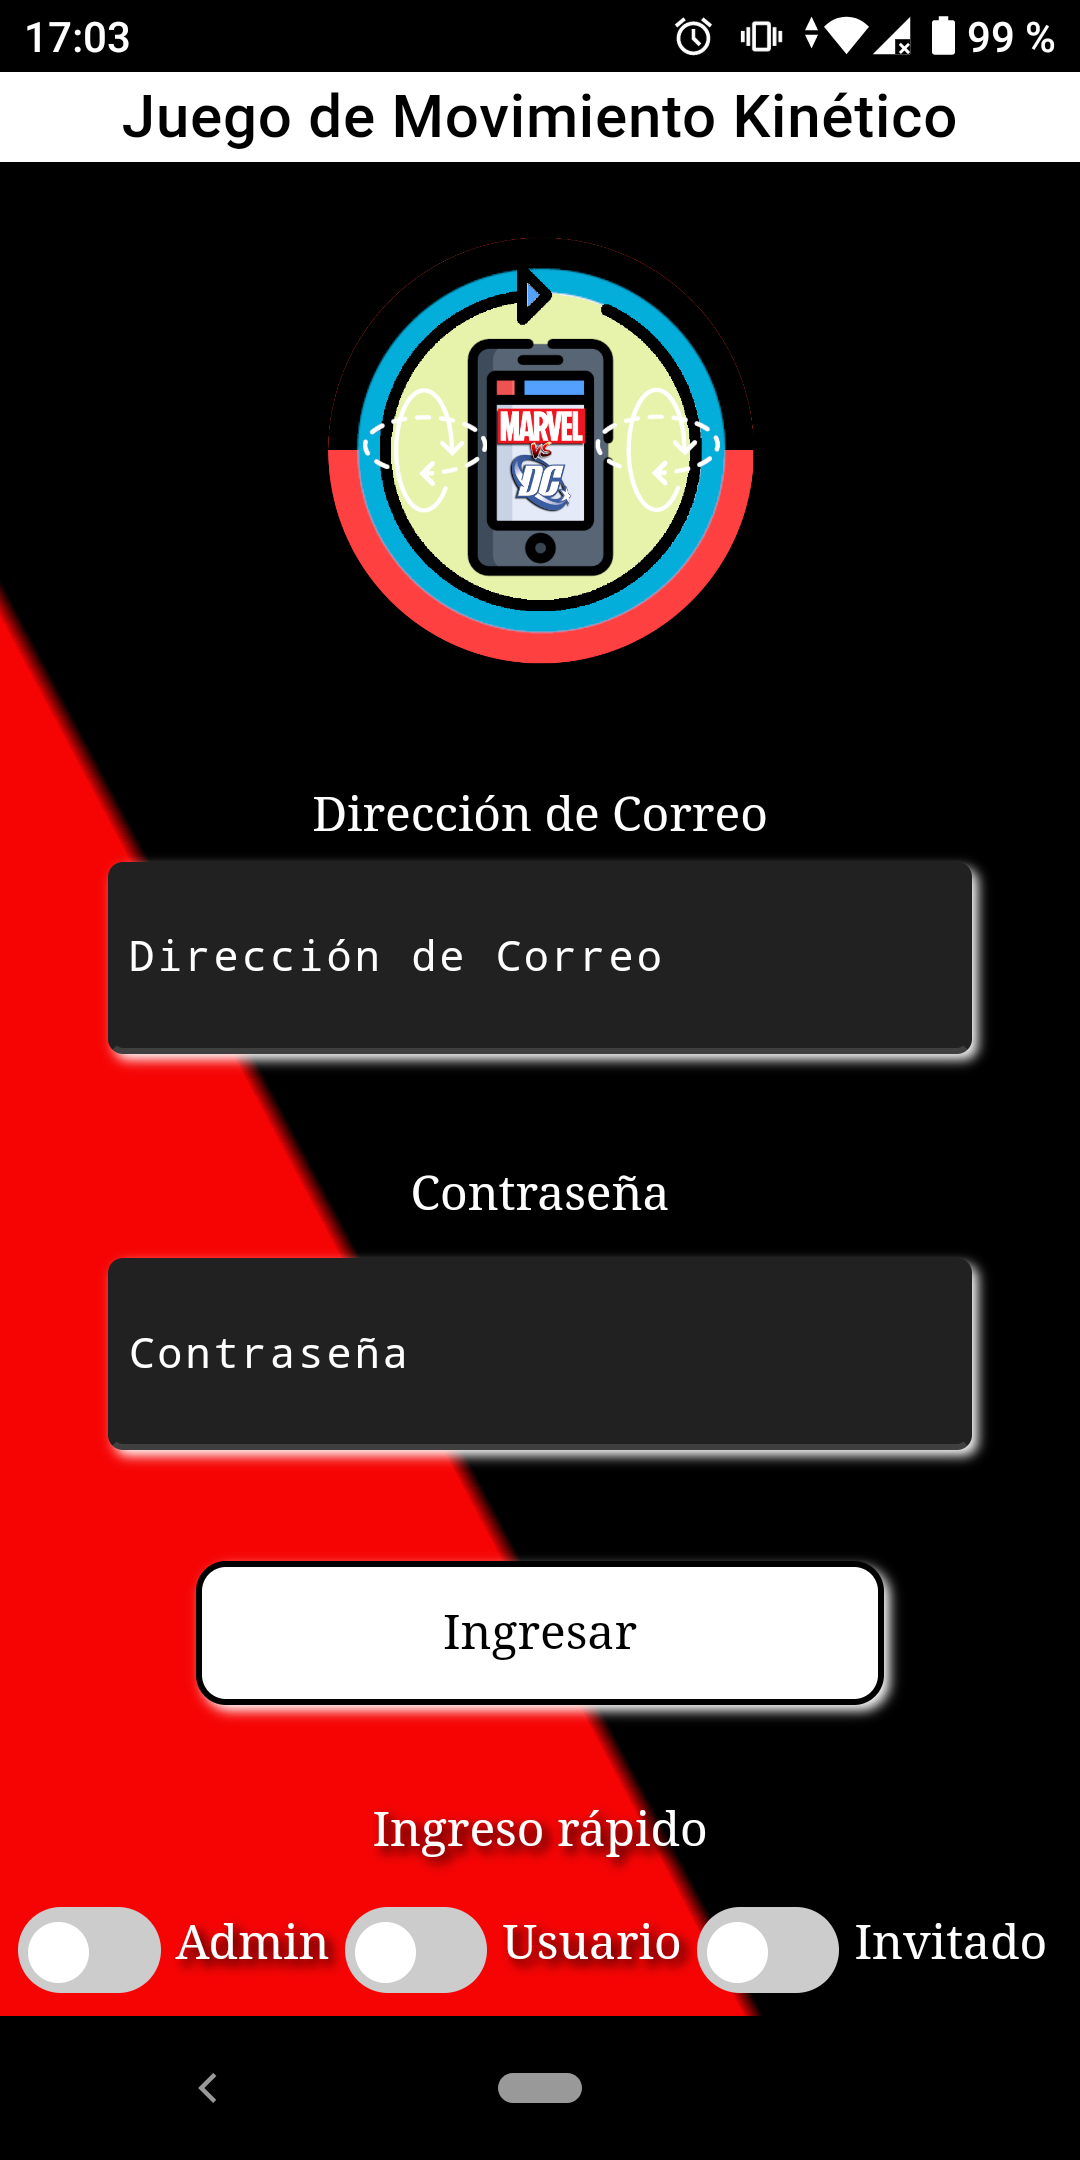 17:03 99 %
Juego de Movimiento Kinético
MARVEL
VS
DC
Dirección de Correo
Dirección de Correo
Contraseña
Contraseña
Ingresar
Ingreso rápido
Admin Usuario Invitado